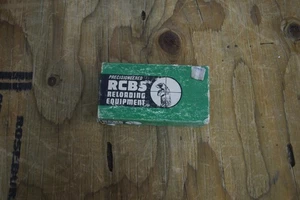 PRECISIONEERED
RCBS
RELOADING
EQUIPMENT